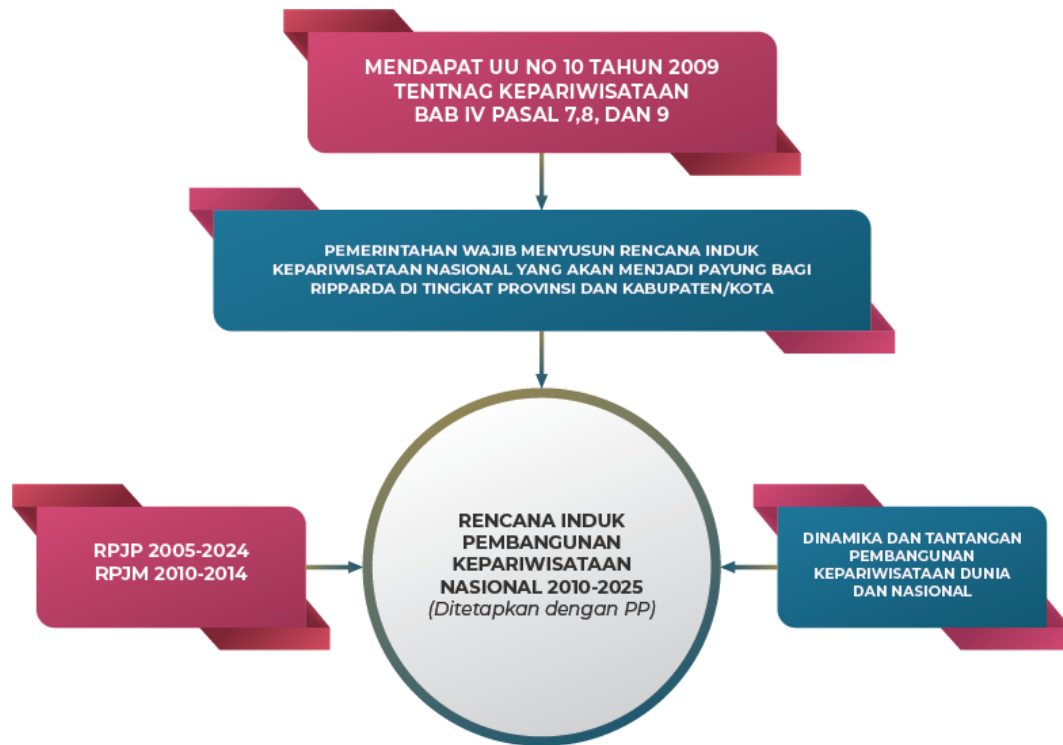 MENDAPAT UU NO 10 TAHUN 2009
TENTNAG KEPARIWISATAAN
BAB IV PASAL 7,8, DAN 9
PEMERINTAHAN WAJIB MENYUSUN RENCANA INDUK
KEPARIWISATAAN NASIONAL YANG AKAN MENJADI PAYUNG BAGI
RIPPARDA DI TINGKAT PROVINSI DAN KABUPATEN/KOTA
RPJP 2005-2024
RPJM 2010-2014
RENCANA INDUK
PEMBANGUNAN
KEPARIWISATAAN
NASIONAL 2010-2025
(Ditetapkan dengan PP)
DINAMIKA DAN TANTANGAN
PEMBANGUNAN
KEPARIWISATAAN DUNIA
DAN NASIONAL